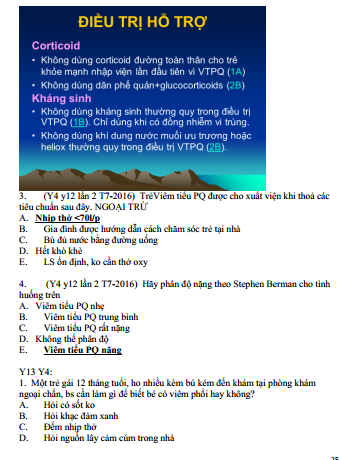 ĐIỀU TRỊ HỖ TRỢ
Corticoid
• Không dùng corticoid đường toàn thân cho trẻ
khỏe mạnh nhập viện lần đầu tiên vì VTPQ (1A)
• Không dùng dãn phế quản+glucocorticoids (2B)
Kháng sinh
• Không dùng kháng sinh thường quy trong điều trị
VTPQ (1B). Chỉ dùng khi có đồng nhiễm vi trùng.
• Không dùng khí dung nước muối ưu trương hoặc
heliox thường quy trong điều trị VTPQ (2B).
3. (Y4 y12 lần 2 T7-2016) TrẻViêm tiểu PQ được cho xuất viện khi thoả các
tiêu chuẩn sau đây. NGOẠI TRỪ
A. Nhịp thở <70l/p
B. Gia đình được hướng dẫn cách chăm sóc trẻ tại nhà
C. Bù đủ nước bằng đường uống
D. Hết khò khè
E. LS ổn định, ko cần thở oxy
4. (Y4 y12 lần 2 T7-2016) Hãy phân độ nặng theo Stephen Berman cho tình
huống trên
A. Viêm tiểu PQ nhẹ
B. Viêm tiểu PQ trung bình
C. Viêm tiểu PQ rất nặng
D. Không thể phân độ
E. Viêm tiểu PQ nặng
Y13 Y4:
1. Một trẻ gái 12 tháng tuổi, ho nhiều kèm bú kém đến khám tại phòng khám
ngoại chẩn, bs cần làm gì để biết bé có viêm phổi hay không?
A. Hỏi có sốt ko
B. Hỏi khạc đàm xanh
C. Đếm nhịp thở
D. Hỏi nguồn lây cảm cúm trong nhà
25